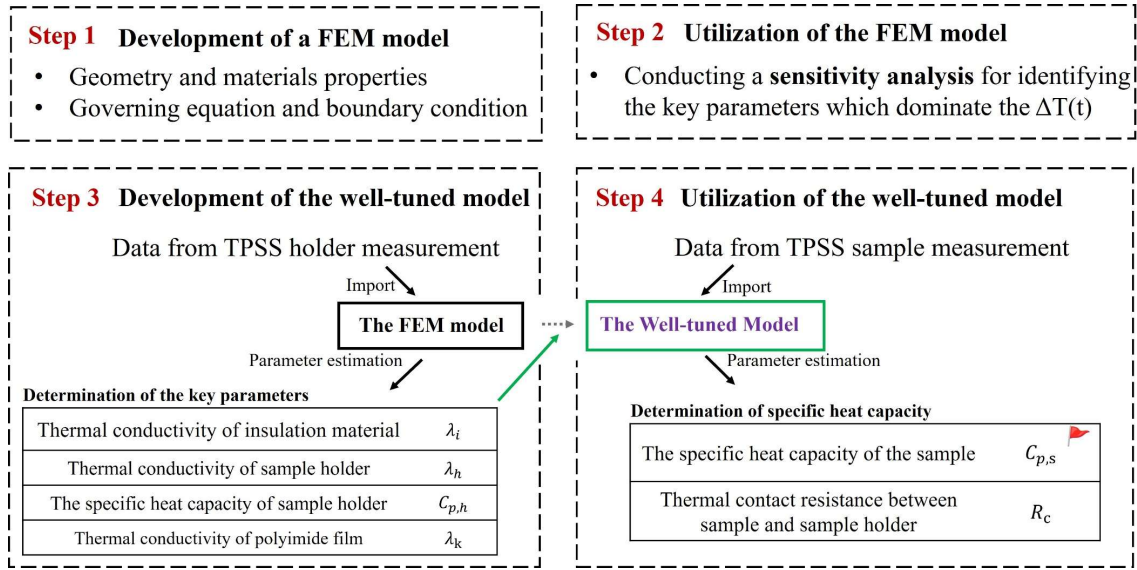 Step 1 Development of a FEM model
• Geometry and materials properties
• Governing equation and boundary condition
Step 2 Utilization of the FEM model
• Conducting a sensitivity analysis for identifying
the key parameters which dominate the ΔT(t)
Step 3 Development of the well-tuned model
Data from TPSS holder measurement
Import
The FEM model
Parameter estimation
Determination of the key parameters
Thermal conductivity of insulation material λᵢ
Thermal conductivity of sample holder λₕ
The specific heat capacity of sample holder Cₚ,ₕ
Thermal conductivity of polyimide film λₖ
Step 4 Utilization of the well-tuned model
Data from TPSS sample measurement
Import
The Well-tuned Model
Parameter estimation
Determination of specific heat capacity
The specific heat capacity of the sample Cₚ,ₛ
Thermal contact resistance between
sample and sample holder R_c